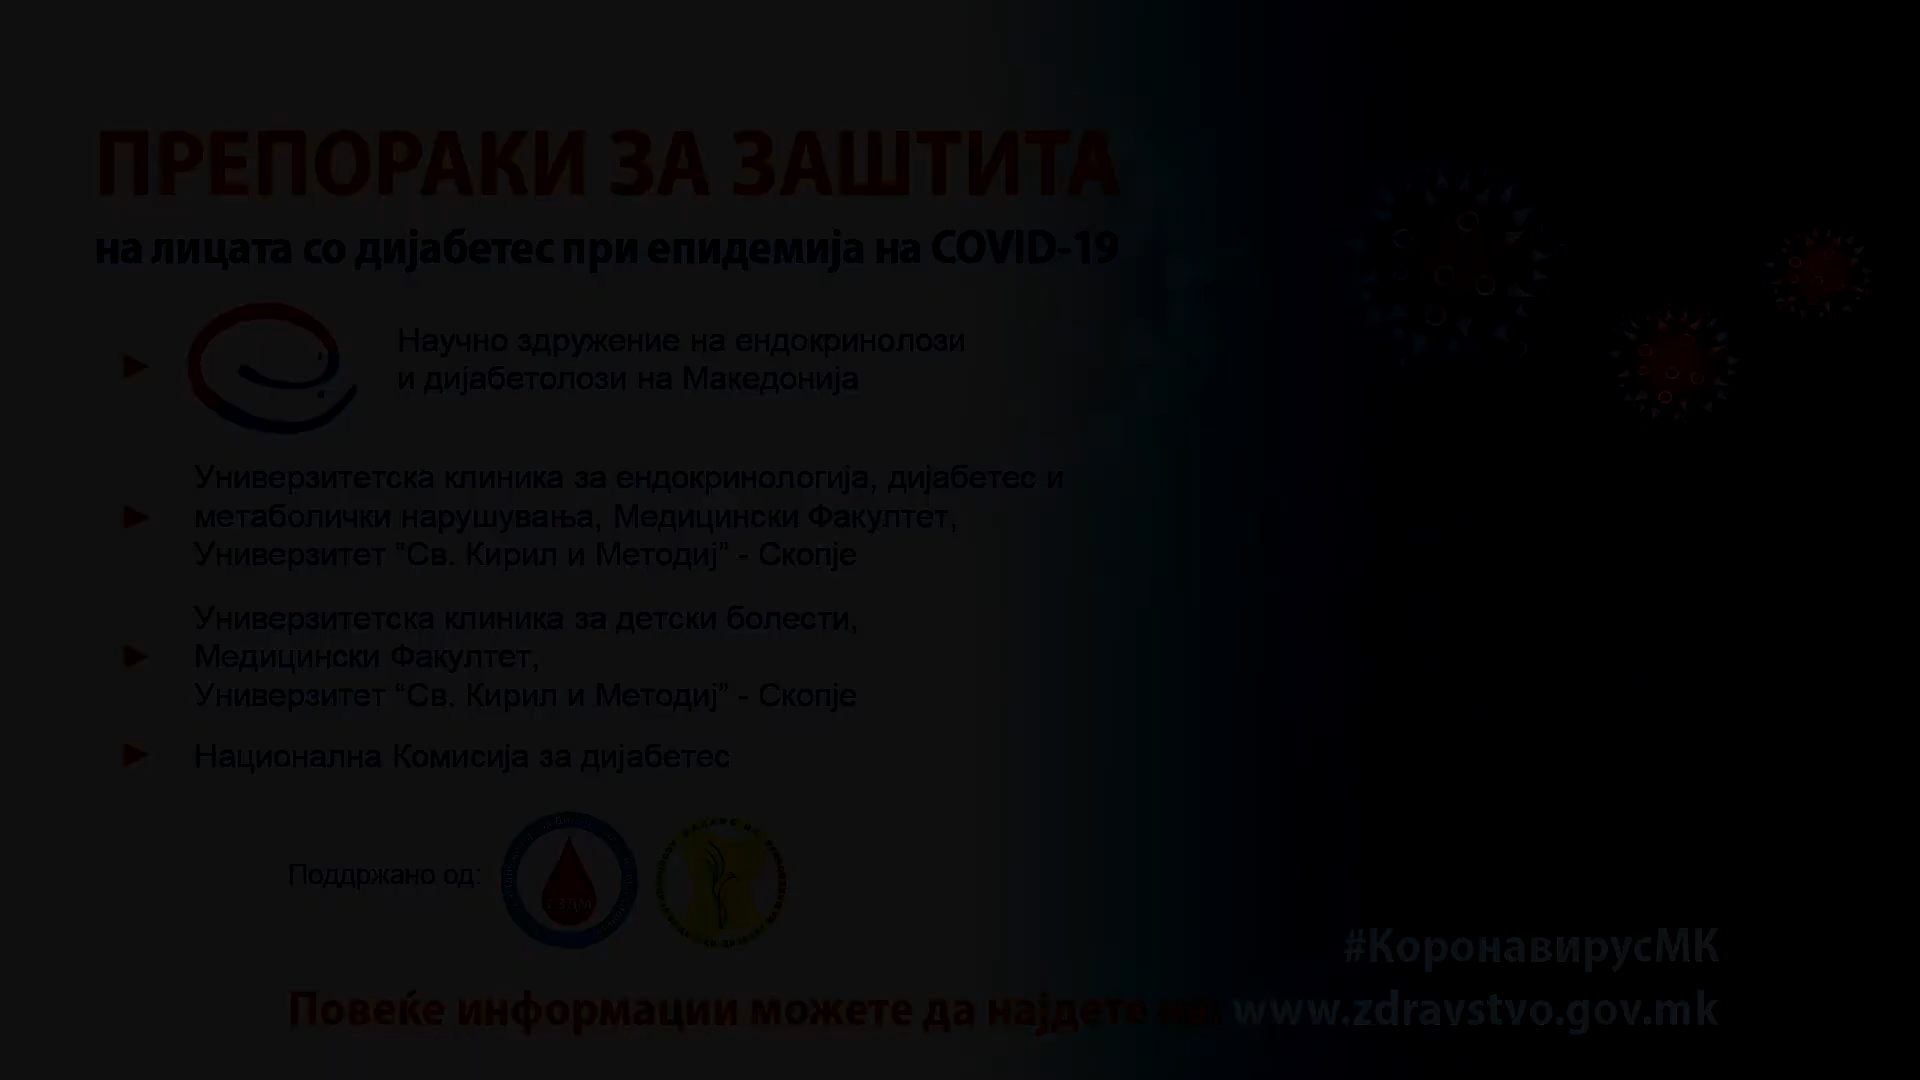 ПРЕПОРАКИ ЗА ЗАШТИТА
на лицата со дијабетес при епидемија на COVID-19
Научно здружение на ендокринолози
и дијабетолози на Македонија
Универзитетска клиника за ендокринологија, дијабетес и
метаболички нарушувања, Медицински Факултет,
Универзитет “Св. Кирил и Методиј” - Скопје
Универзитетска клиника за детски болести,
Медицински Факултет,
Универзитет “Св. Кирил и Методиј” - Скопје
Национална Комисија за дијабетес
Поддржано од:
#КоронавирусМК
Повеќе информации можете да најдете на: www.zdravstvo.gov.mk